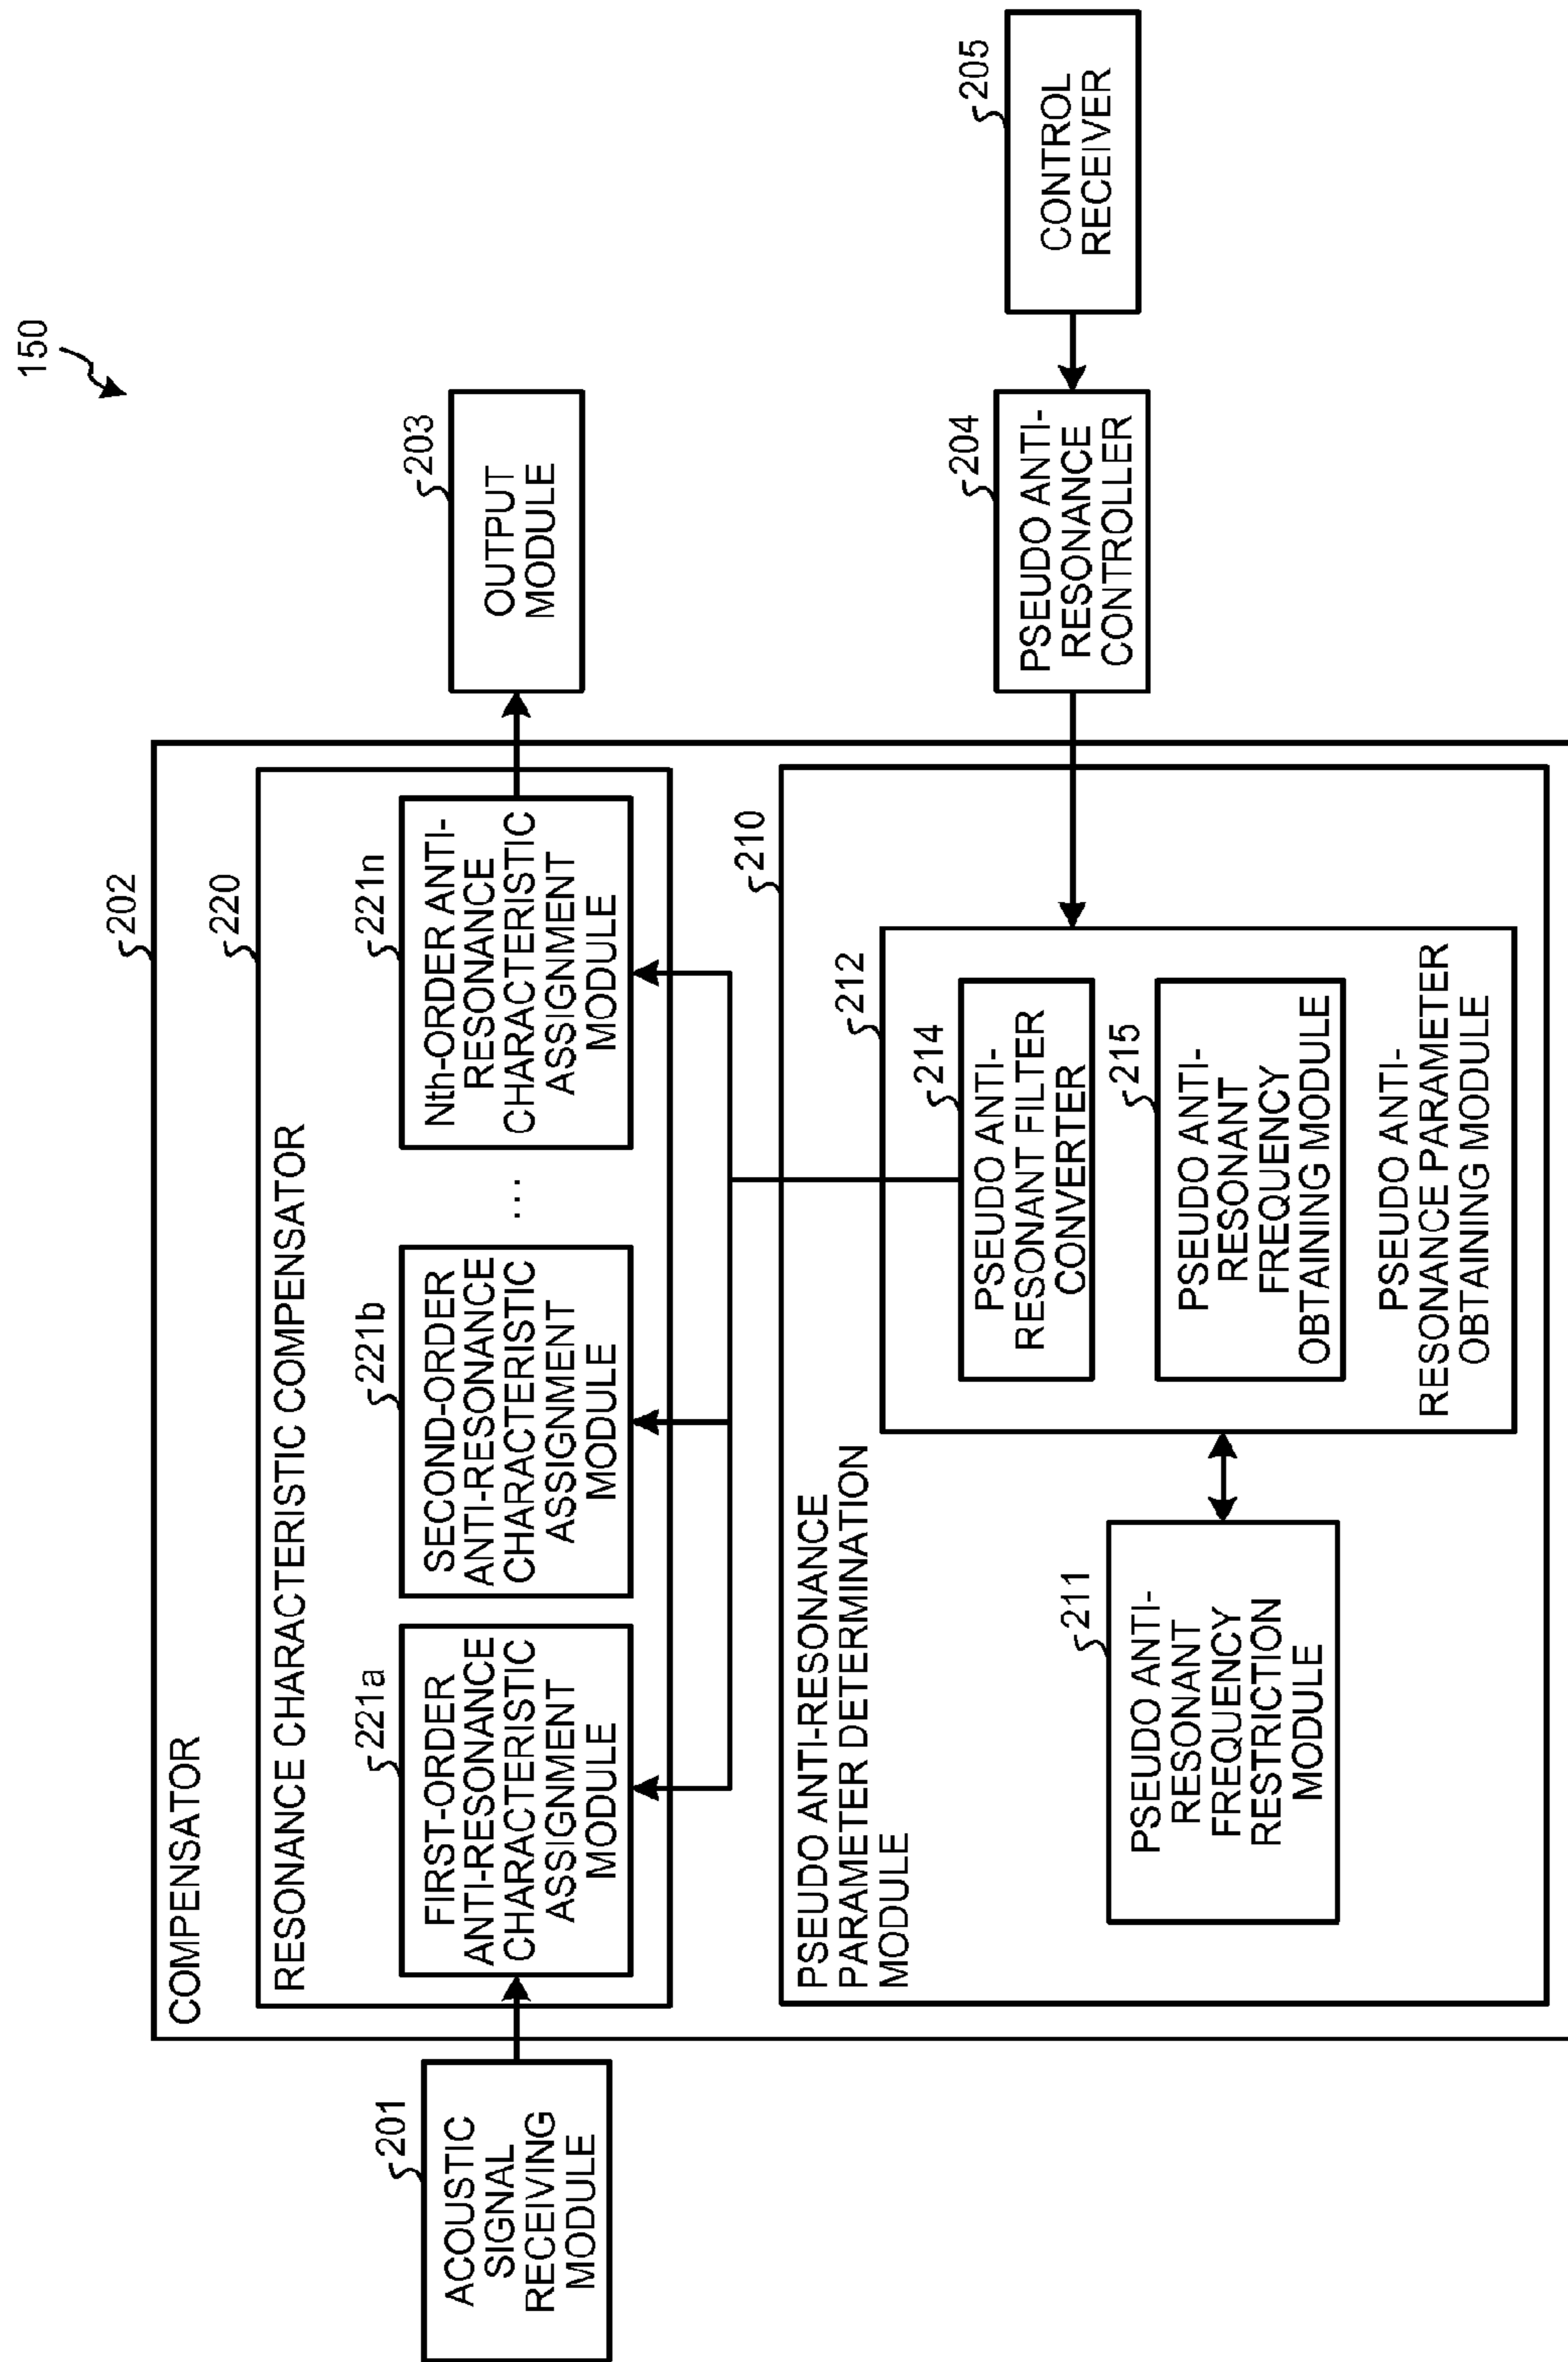 150
COMPENSATOR
202
RESONANCE CHARACTERISTIC COMPENSATOR
220
201
ACOUSTIC
SIGNAL
RECEIVING
MODULE
221a
FIRST-ORDER
ANTI-RESONANCE
CHARACTERISTIC
ASSIGNMENT
MODULE
221b
SECOND-ORDER
ANTI-RESONANCE
CHARACTERISTIC
ASSIGNMENT
MODULE
...
221n
Nth-ORDER ANTI-
RESONANCE
CHARACTERISTIC
ASSIGNMENT
MODULE
203
OUTPUT
MODULE
PSEUDO ANTI-RESONANCE
PARAMETER DETERMINATION
MODULE
210
211
PSEUDO ANTI-
RESONANT
FREQUENCY
RESTRICTION
MODULE
212
214
PSEUDO ANTI-
RESONANT FILTER
CONVERTER
215
PSEUDO ANTI-
RESONANT
FREQUENCY
OBTAINING MODULE
PSEUDO ANTI-
RESONANCE PARAMETER
OBTAINING MODULE
204
PSEUDO ANTI-
RESONANCE
CONTROLLER
205
CONTROL
RECEIVER